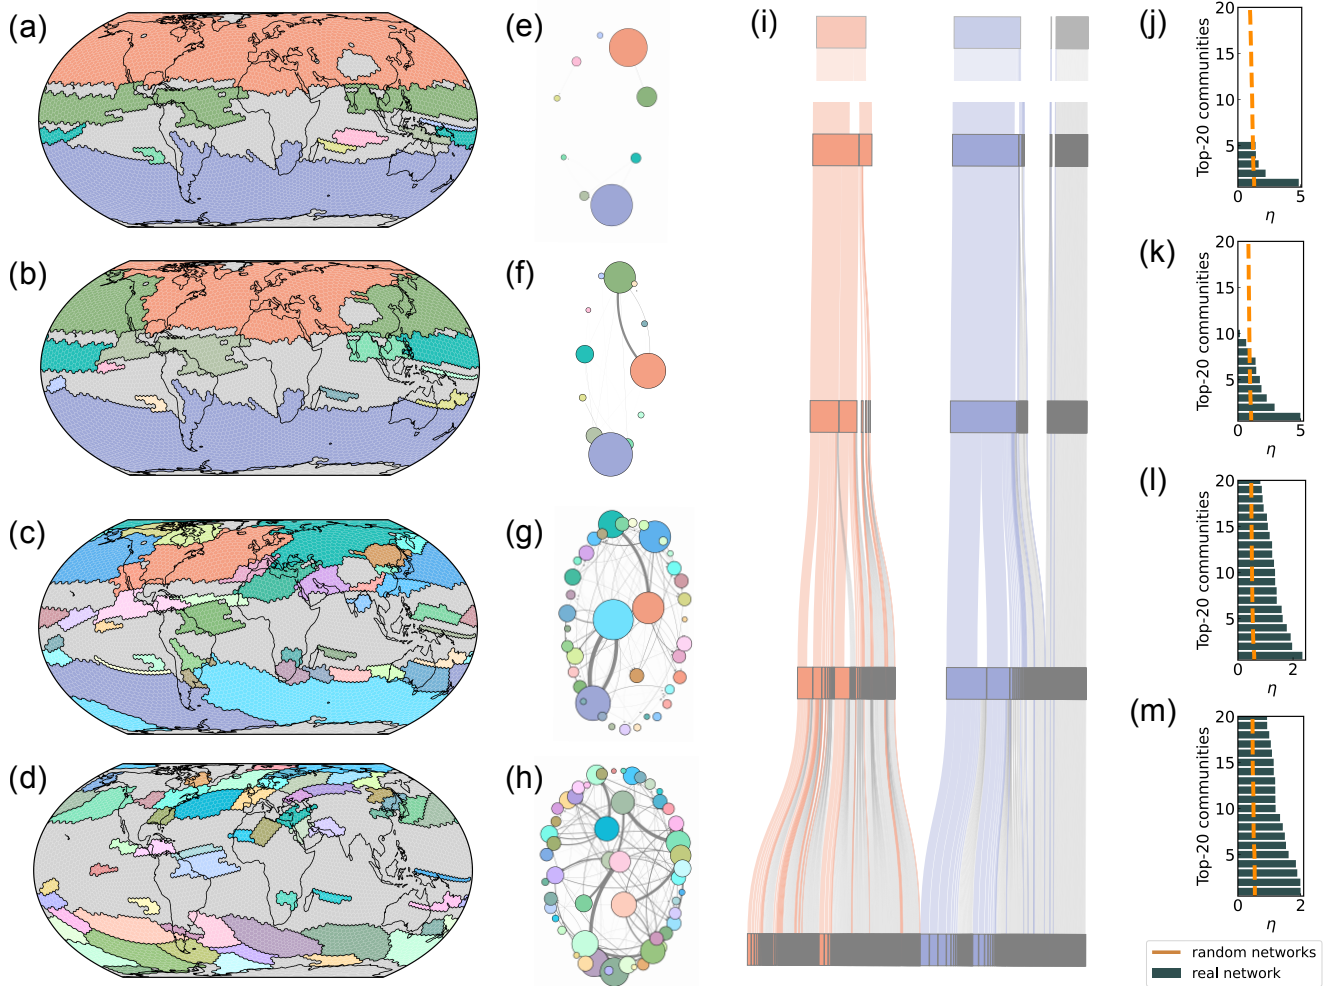 (a)
(b)
(c)
(d)
(e)
(f)
(g)
(h)
(i)
(j)
Top-20 communities
20
15
10
5
0
5
η
(k)
Top-20 communities
20
15
10
5
0
5
η
(l)
Top-20 communities
20
15
10
5
0
2
η
(m)
Top-20 communities
20
15
10
5
0
2
η
random networks
real network